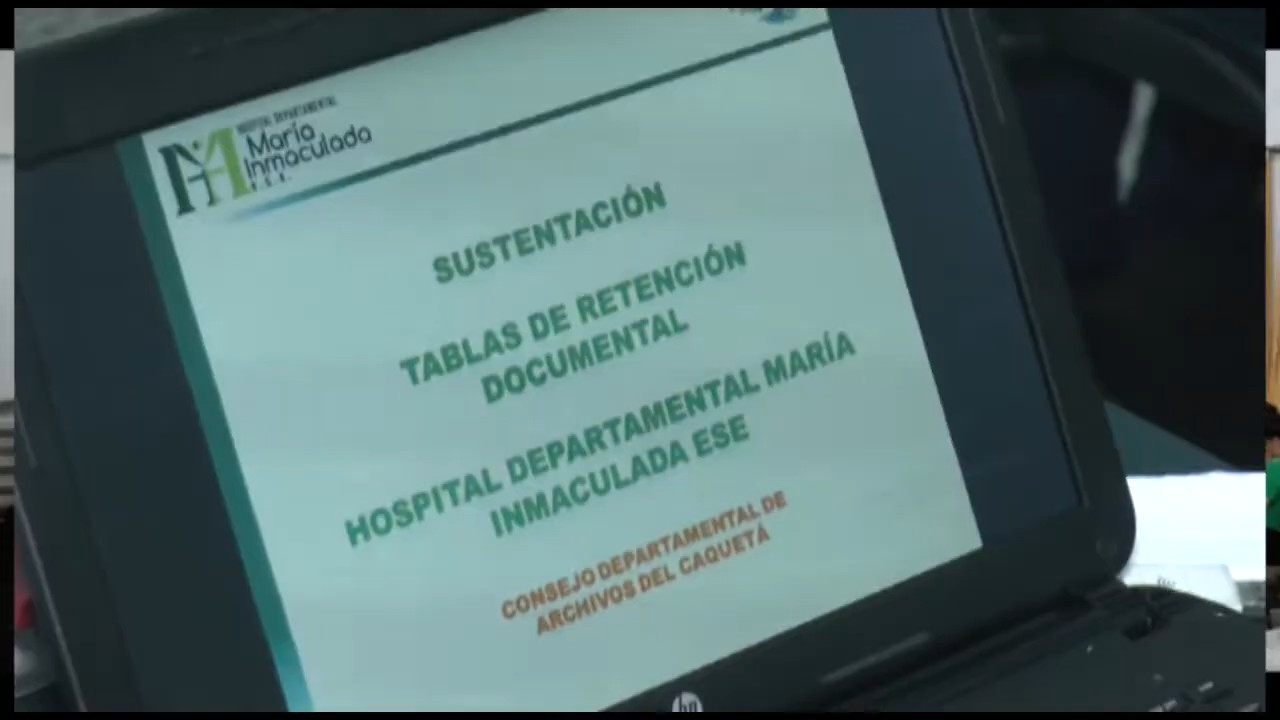 HOSPITAL DEPARTAMENTAL
María
Inmaculada
E.S.E.
SUSTENTACIÓN
TABLAS DE RETENCIÓN
DOCUMENTAL
HOSPITAL DEPARTAMENTAL MARÍA
INMACULADA ESE
CONSEJO DEPARTAMENTAL DE
ARCHIVOS DEL CAQUETÁ
hp